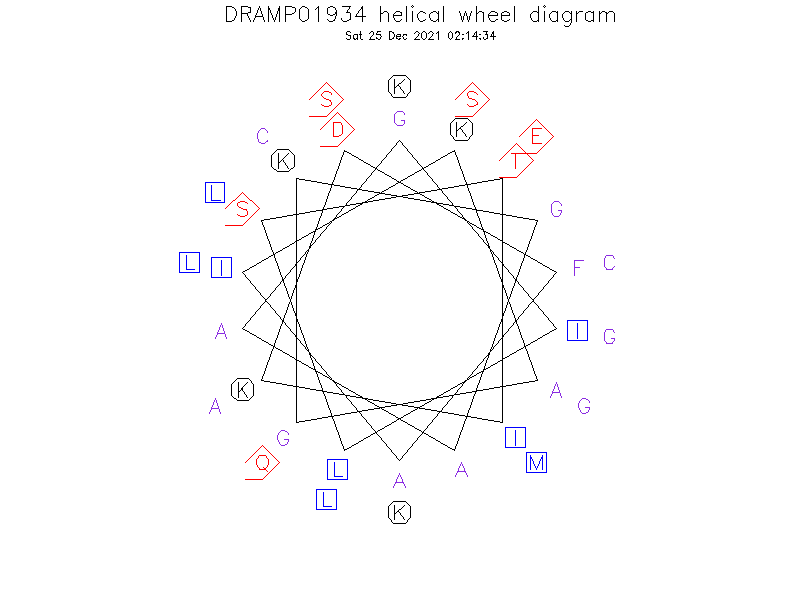 DRAMP01934 helical wheel diagram
Sat 25 Dec 2021 02:14:34
K
S S
G
D K
C E
K T
L
S G
L I F C
A I G
K A
A G
G I
Q L A M
A
L
K